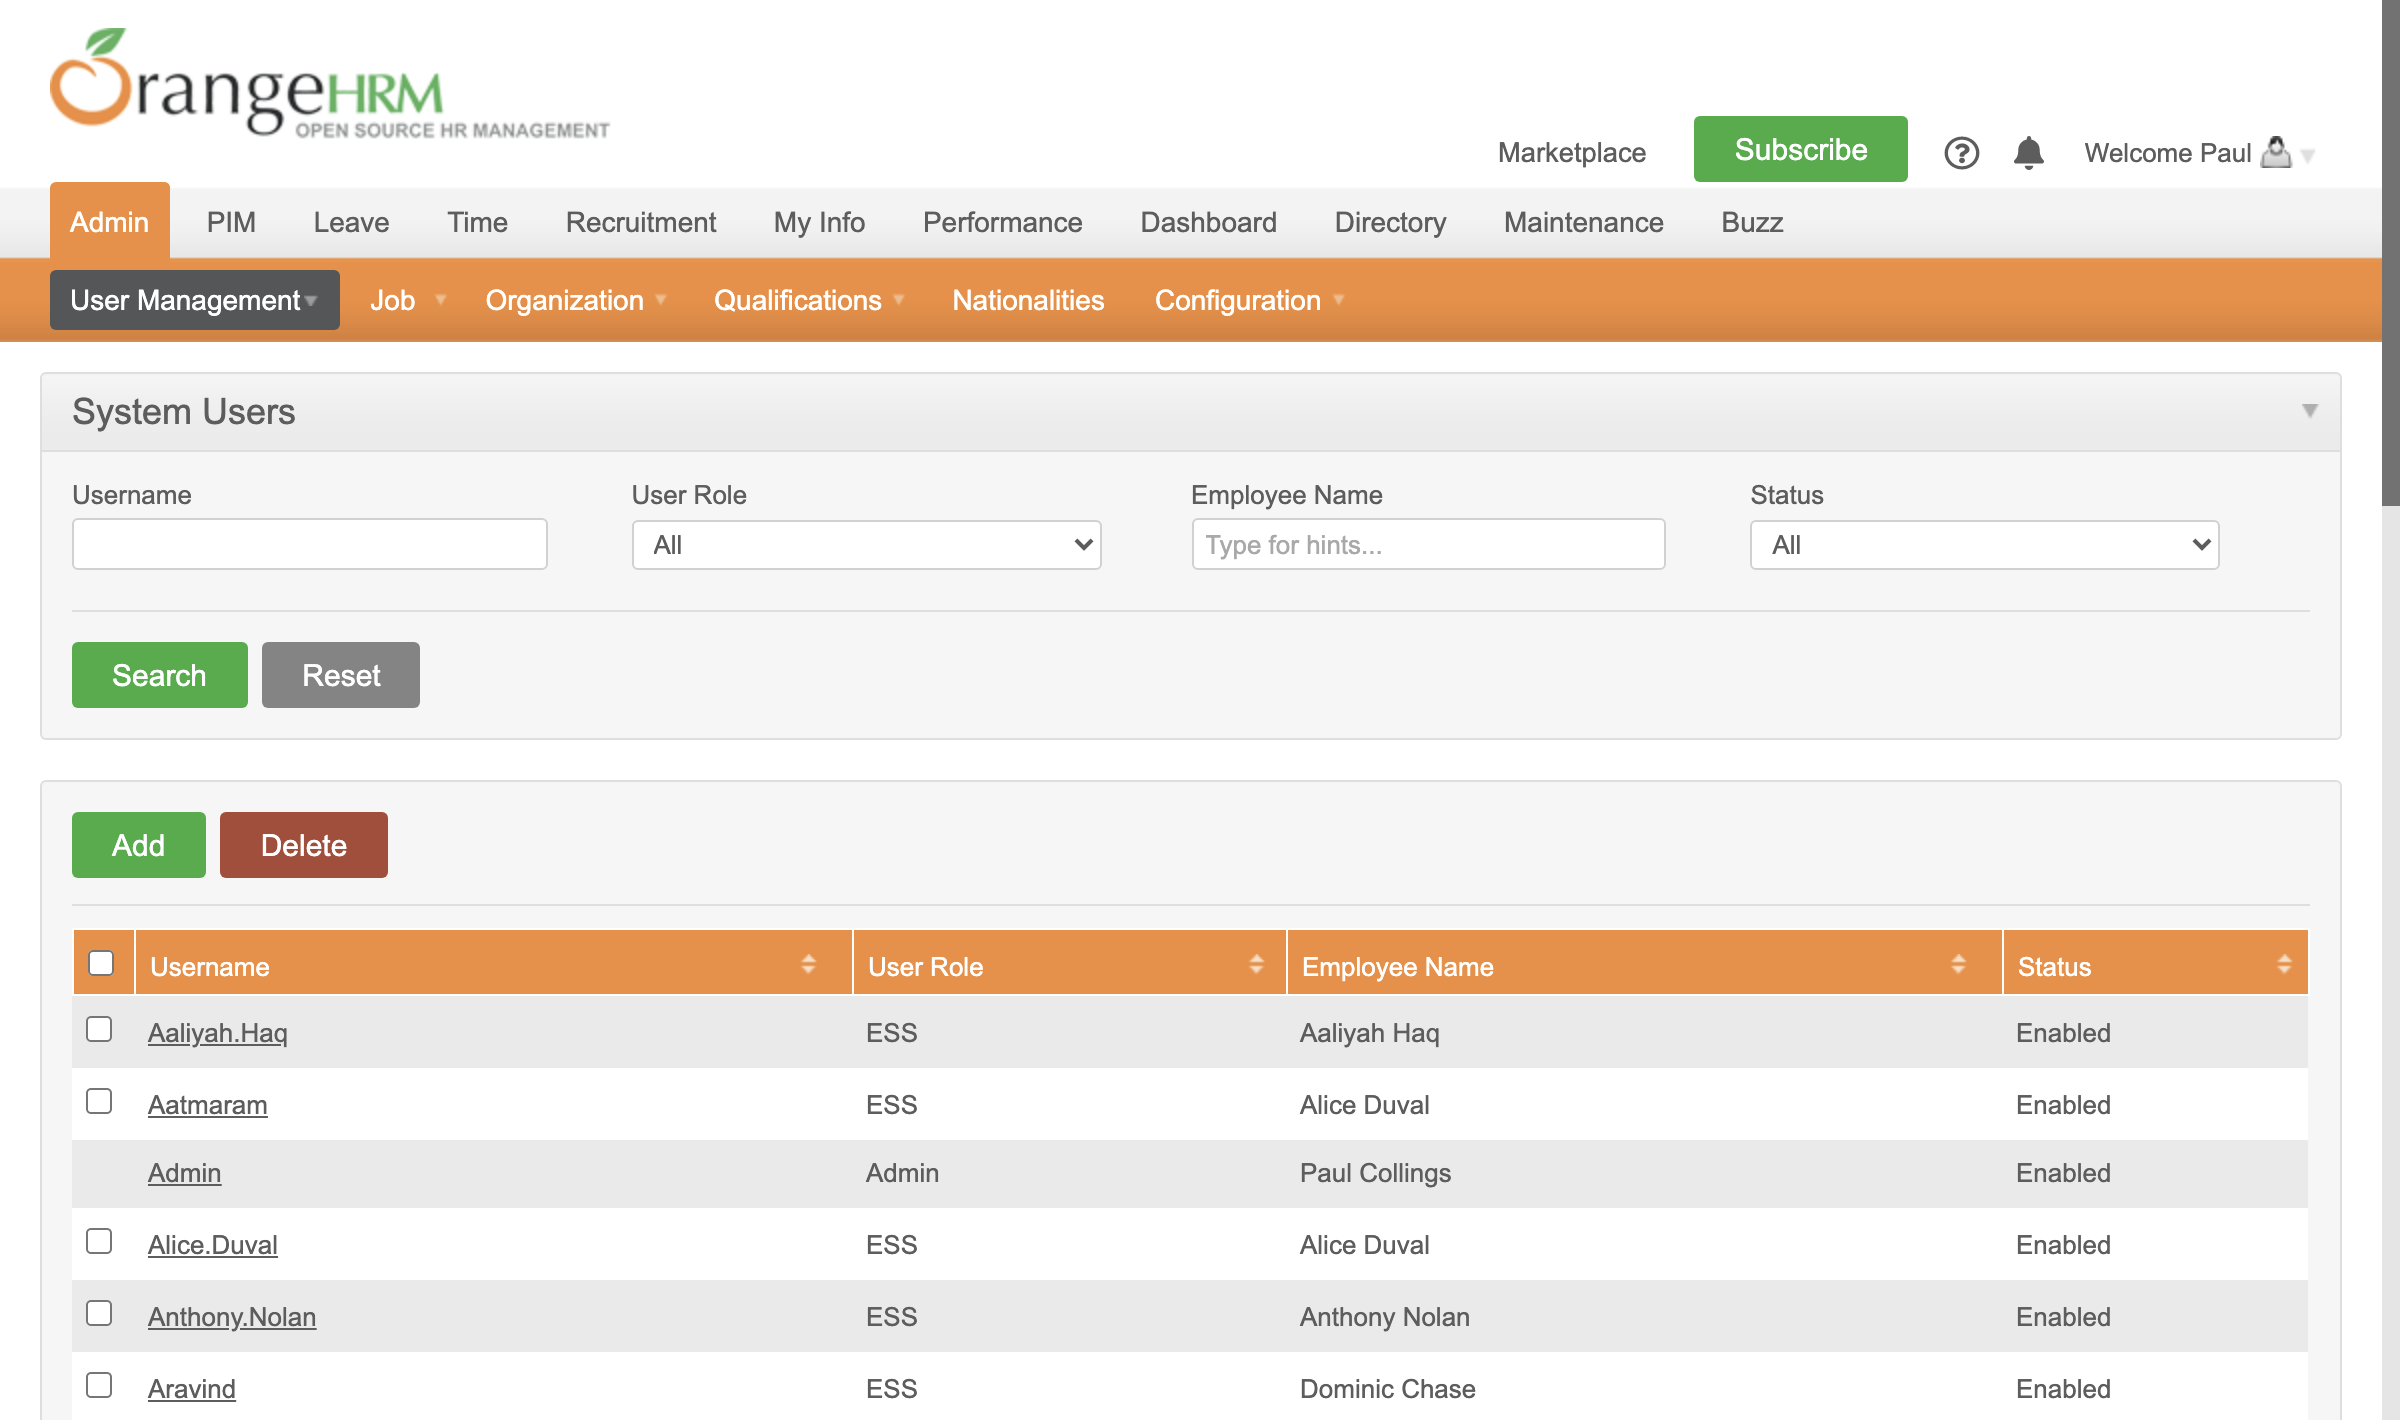 OrangeHRM
OPEN SOURCE HR MANAGEMENT
Marketplace Subscribe Welcome Paul
Admin PIM Leave Time Recruitment My Info Performance Dashboard Directory Maintenance Buzz
User Management Job Organization Qualifications Nationalities Configuration
System Users
Username User Role Employee Name Status
All Type for hints... All
Search Reset
Add Delete
Username User Role Employee Name Status
Aaliyah.Haq ESS Aaliyah Haq Enabled
Aatmaram ESS Alice Duval Enabled
Admin Admin Paul Collings Enabled
Alice.Duval ESS Alice Duval Enabled
Anthony.Nolan ESS Anthony Nolan Enabled
Aravind ESS Dominic Chase Enabled